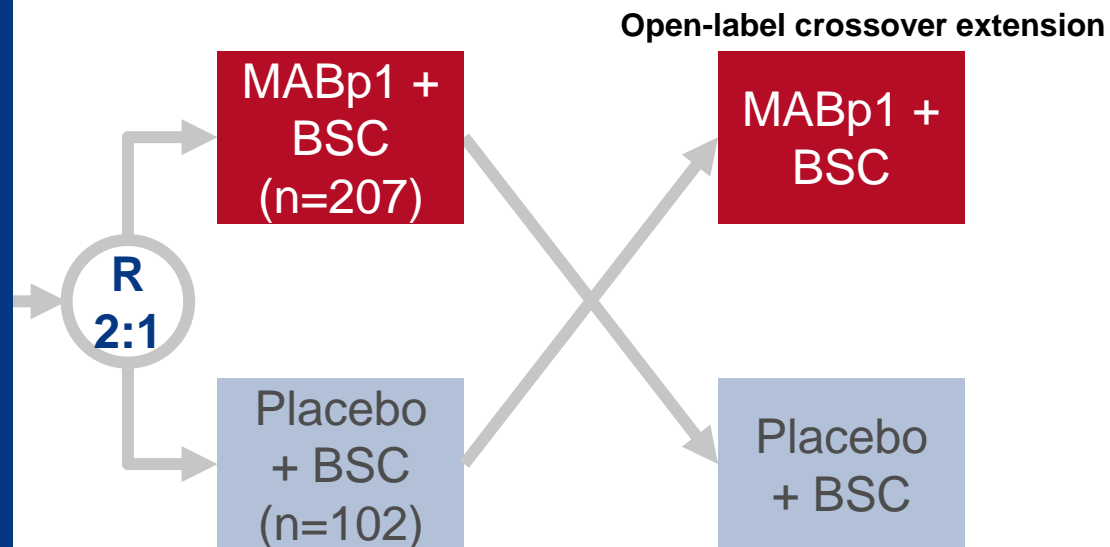 Open-label crossover extension
MABp1 +
BSC
(n=207)
MABp1 +
BSC
R
2:1
Placebo
+ BSC
(n=102)
Placebo
+ BSC